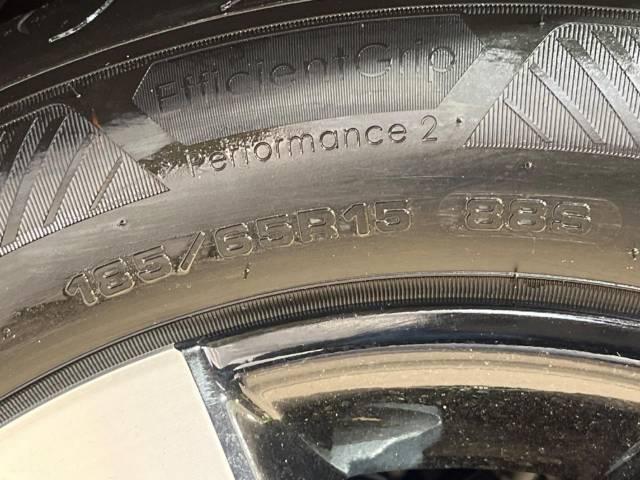 EfficientGrip
Performance 2
185/65R15 88S